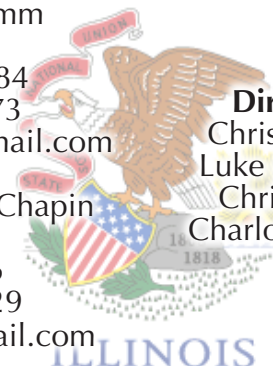 mm
84
73
ail.com
Chapin
29
ail.com
Dir
Chris
Luke
Chri
Charlo
UNION
NATIONAL
STATE
18
1818
ILLINOIS